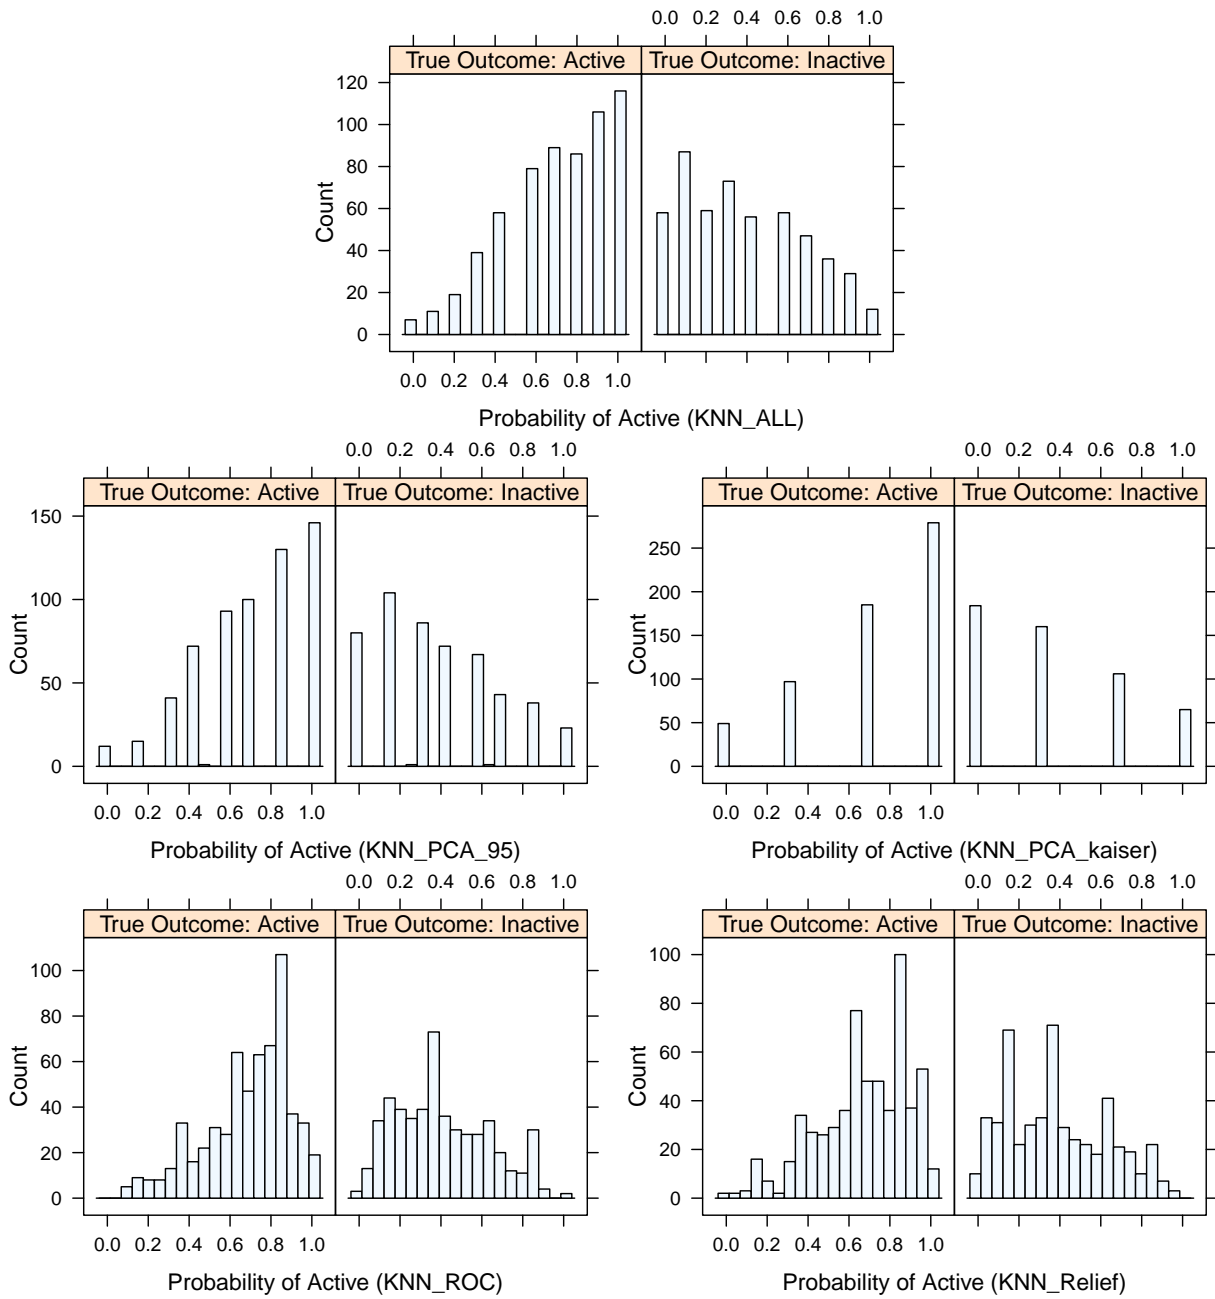 0.0 0.2 0.4 0.6 0.8 1.0
True Outcome: Active True Outcome: Inactive
120
100
80
60
40
20
0
Count
0.0 0.2 0.4 0.6 0.8 1.0
Probability of Active (KNN_ALL)
0.0 0.2 0.4 0.6 0.8 1.0
True Outcome: Active True Outcome: Inactive
150
100
50
0
Count
0.0 0.2 0.4 0.6 0.8 1.0
Probability of Active (KNN_PCA_95)
0.0 0.2 0.4 0.6 0.8 1.0
True Outcome: Active True Outcome: Inactive
250
200
150
100
50
0
Count
0.0 0.2 0.4 0.6 0.8 1.0
Probability of Active (KNN_PCA_kaiser)
0.0 0.2 0.4 0.6 0.8 1.0
True Outcome: Active True Outcome: Inactive
100
80
60
40
20
0
Count
0.0 0.2 0.4 0.6 0.8 1.0
Probability of Active (KNN_ROC)
0.0 0.2 0.4 0.6 0.8 1.0
True Outcome: Active True Outcome: Inactive
100
80
60
40
20
0
Count
0.0 0.2 0.4 0.6 0.8 1.0
Probability of Active (KNN_Relief)